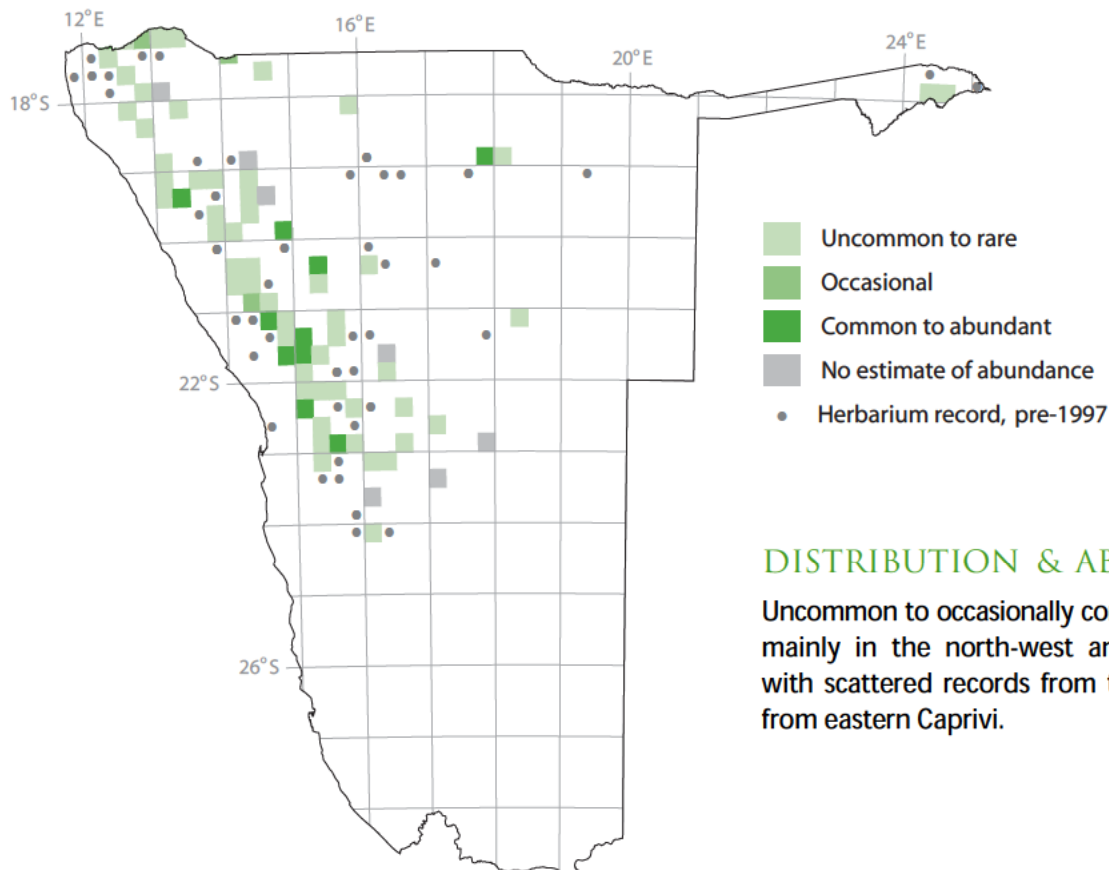 12°E
16°E
20°E
24°E
18°S
22°S
26°S
Uncommon to rare
Occasional
Common to abundant
No estimate of abundance
Herbarium record, pre-1997
DISTRIBUTION &
Uncommon to occasionally
mainly in the north-west
with scattered records from
from eastern Caprivi.